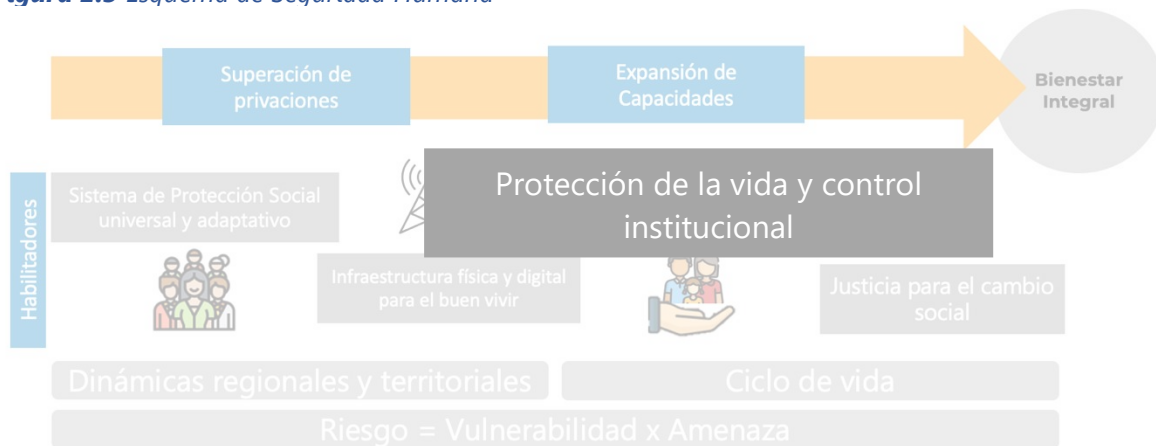 Esquema de Seguridad Humana
Superación de
privaciones
Expansión de
Capacidades
Bienestar
Integral
Habilitadores
Sistema de Protección Social
universal y adaptativo
Protección de la vida y control
institucional
Infraestructura física y digital
para el buen vivir
Justicia para el cambio
social
Dinámicas regionales y territoriales
Ciclo de vida
Riesgo = Vulnerabilidad x Amenaza